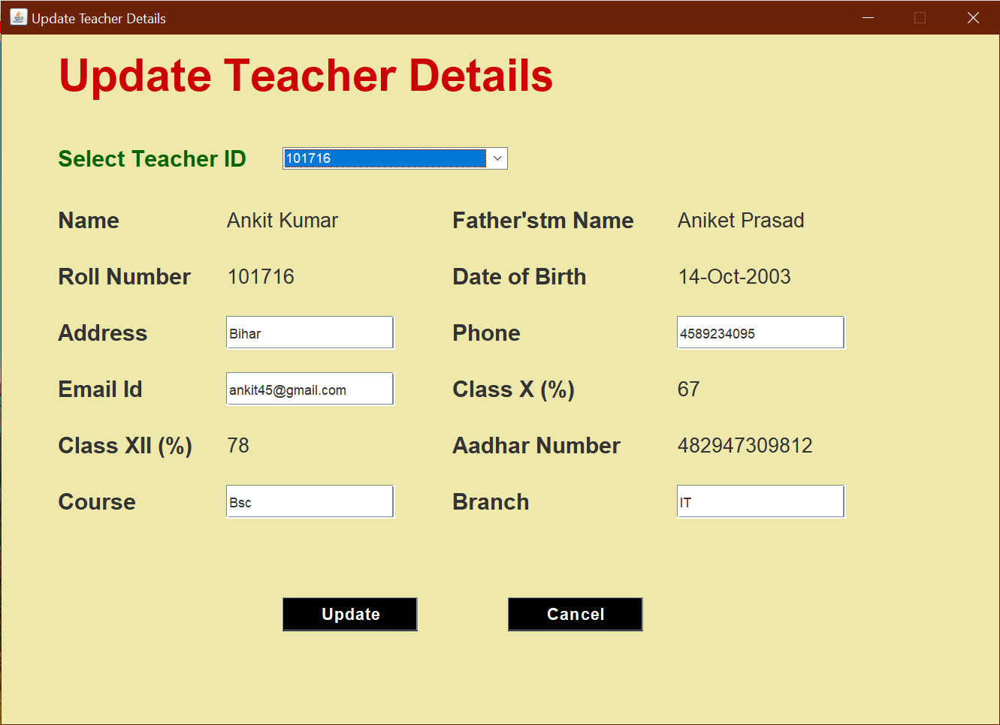 Update Teacher Details
Update Teacher Details
Select Teacher ID 101716
Name Ankit Kumar Father'stm Name Aniket Prasad
Roll Number 101716 Date of Birth 14-Oct-2003
Address Bihar Phone 4589234095
Email Id ankit45@gmail.com Class X (%) 67
Class XII (%) 78 Aadhar Number 482947309812
Course Bsc Branch IT
Update Cancel